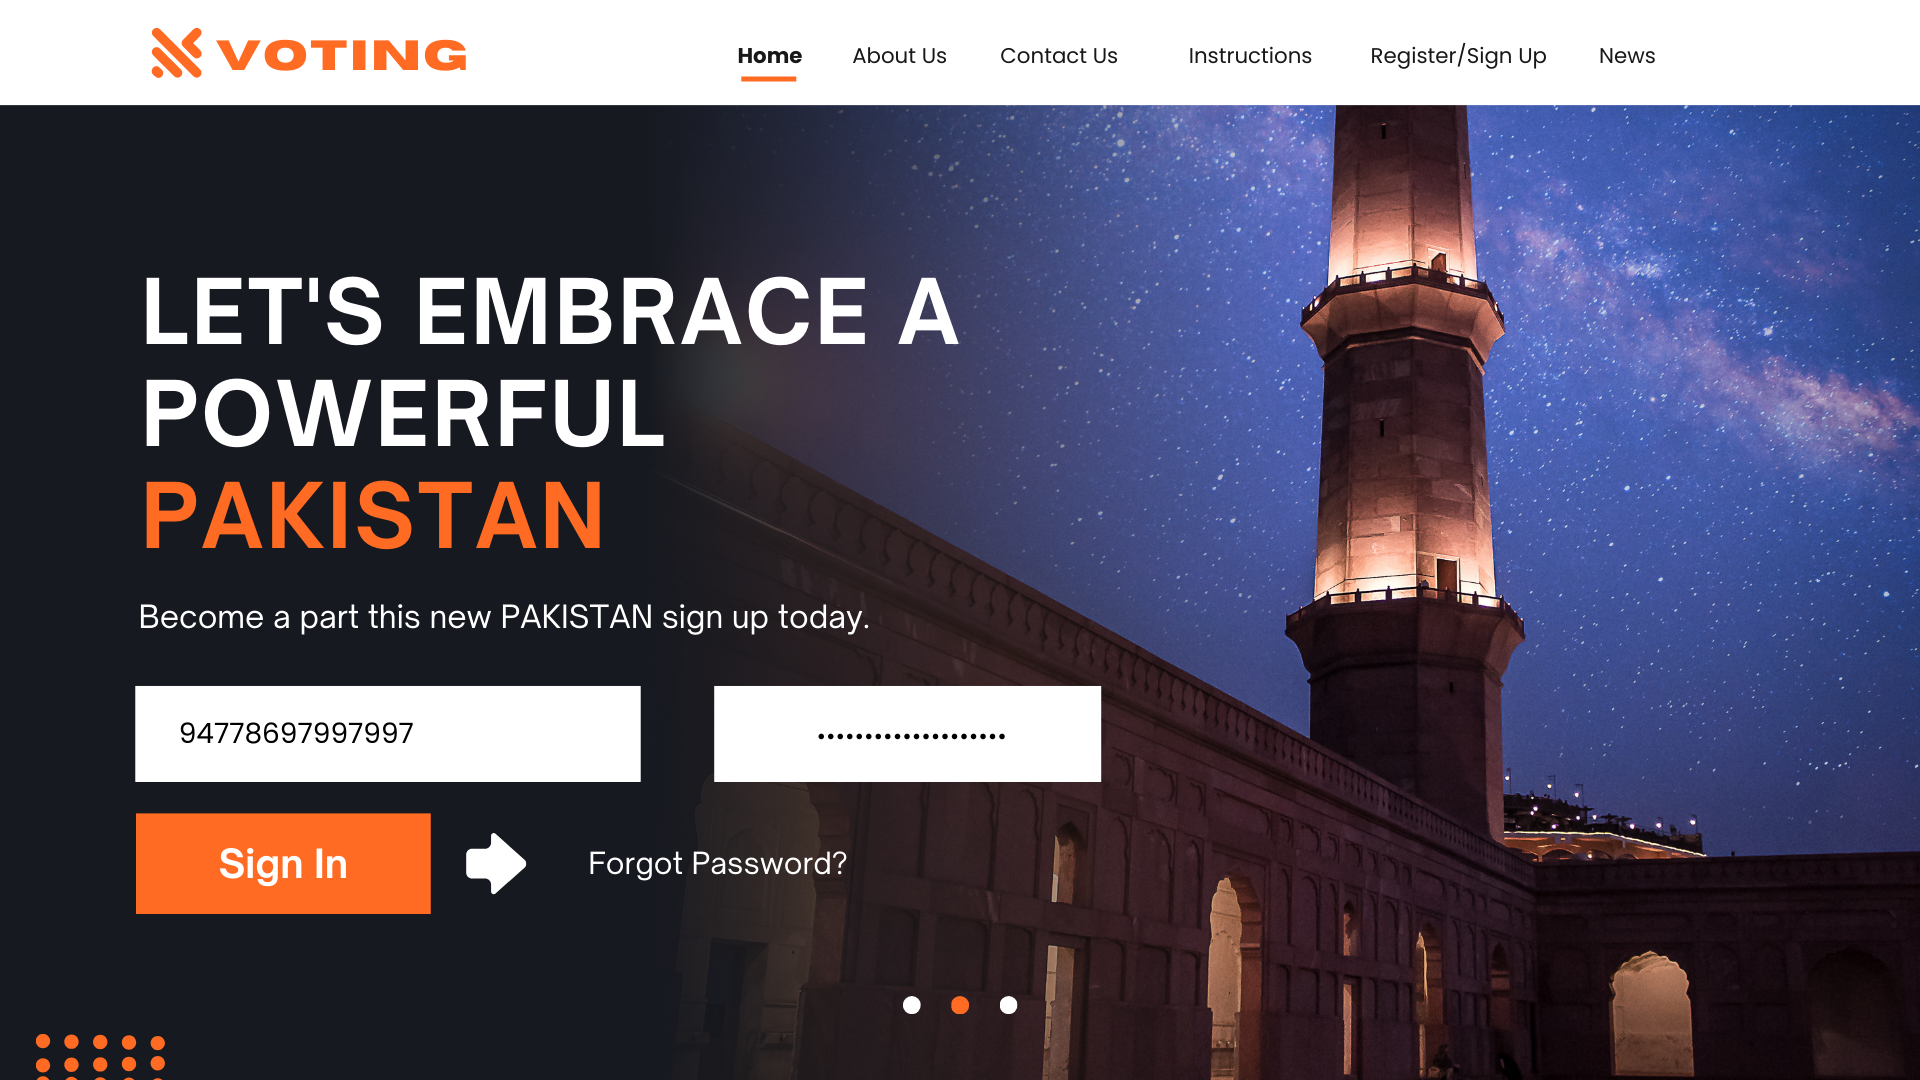 VOTING
Home About Us Contact Us Instructions Register/Sign Up News
LET'S EMBRACE A
POWERFUL
PAKISTAN
Become a part this new PAKISTAN sign up today.
94778697997997 ••••••••••••••••••••
Sign In Forgot Password?